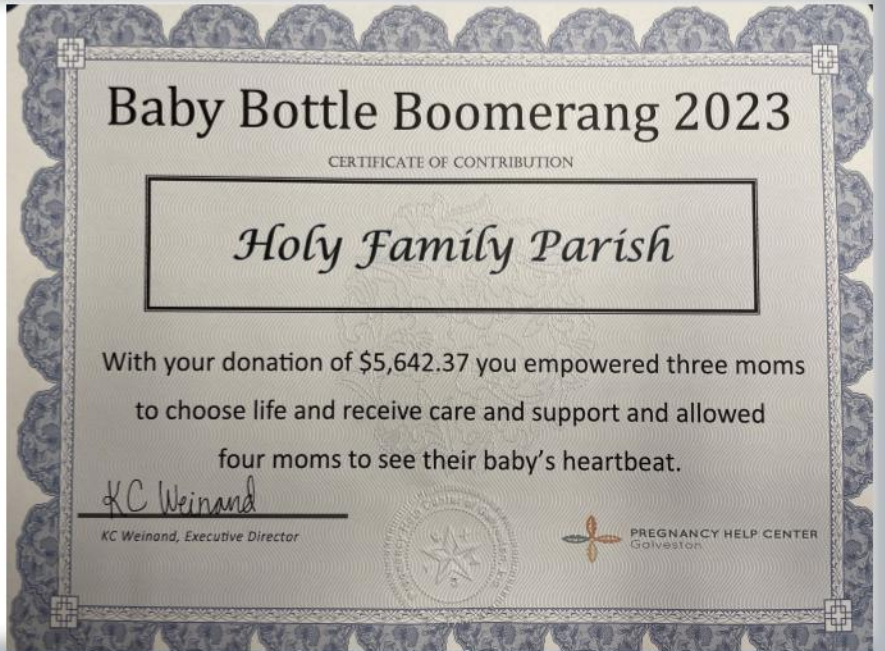 Baby Bottle Boomerang 2023
CERTIFICATE OF CONTRIBUTION
Holy Family Parish
With your donation of $5,642.37 you empowered three moms
to choose life and receive care and support and allowed
four moms to see their baby’s heartbeat.
KC Weinand
KC Weinand, Executive Director
PREGNANCY HELP CENTER
Galveston